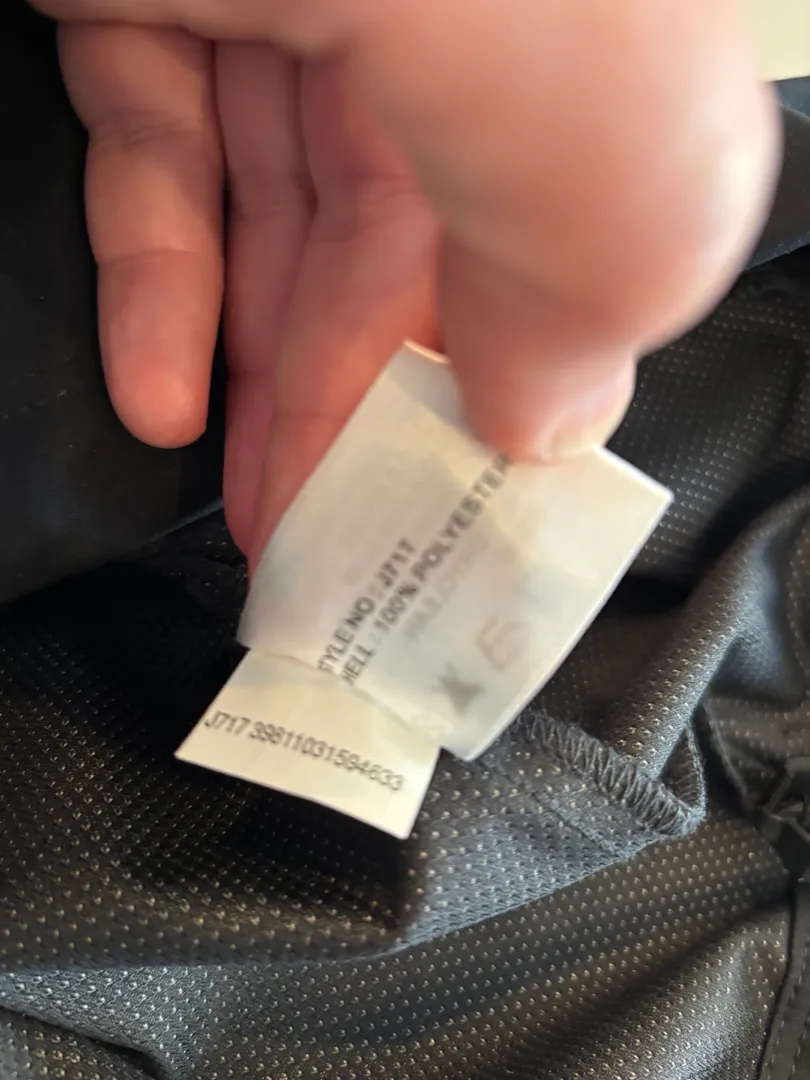 STYLE NO : J717
SHELL : 100% POLYESTER
J717 39811031594633